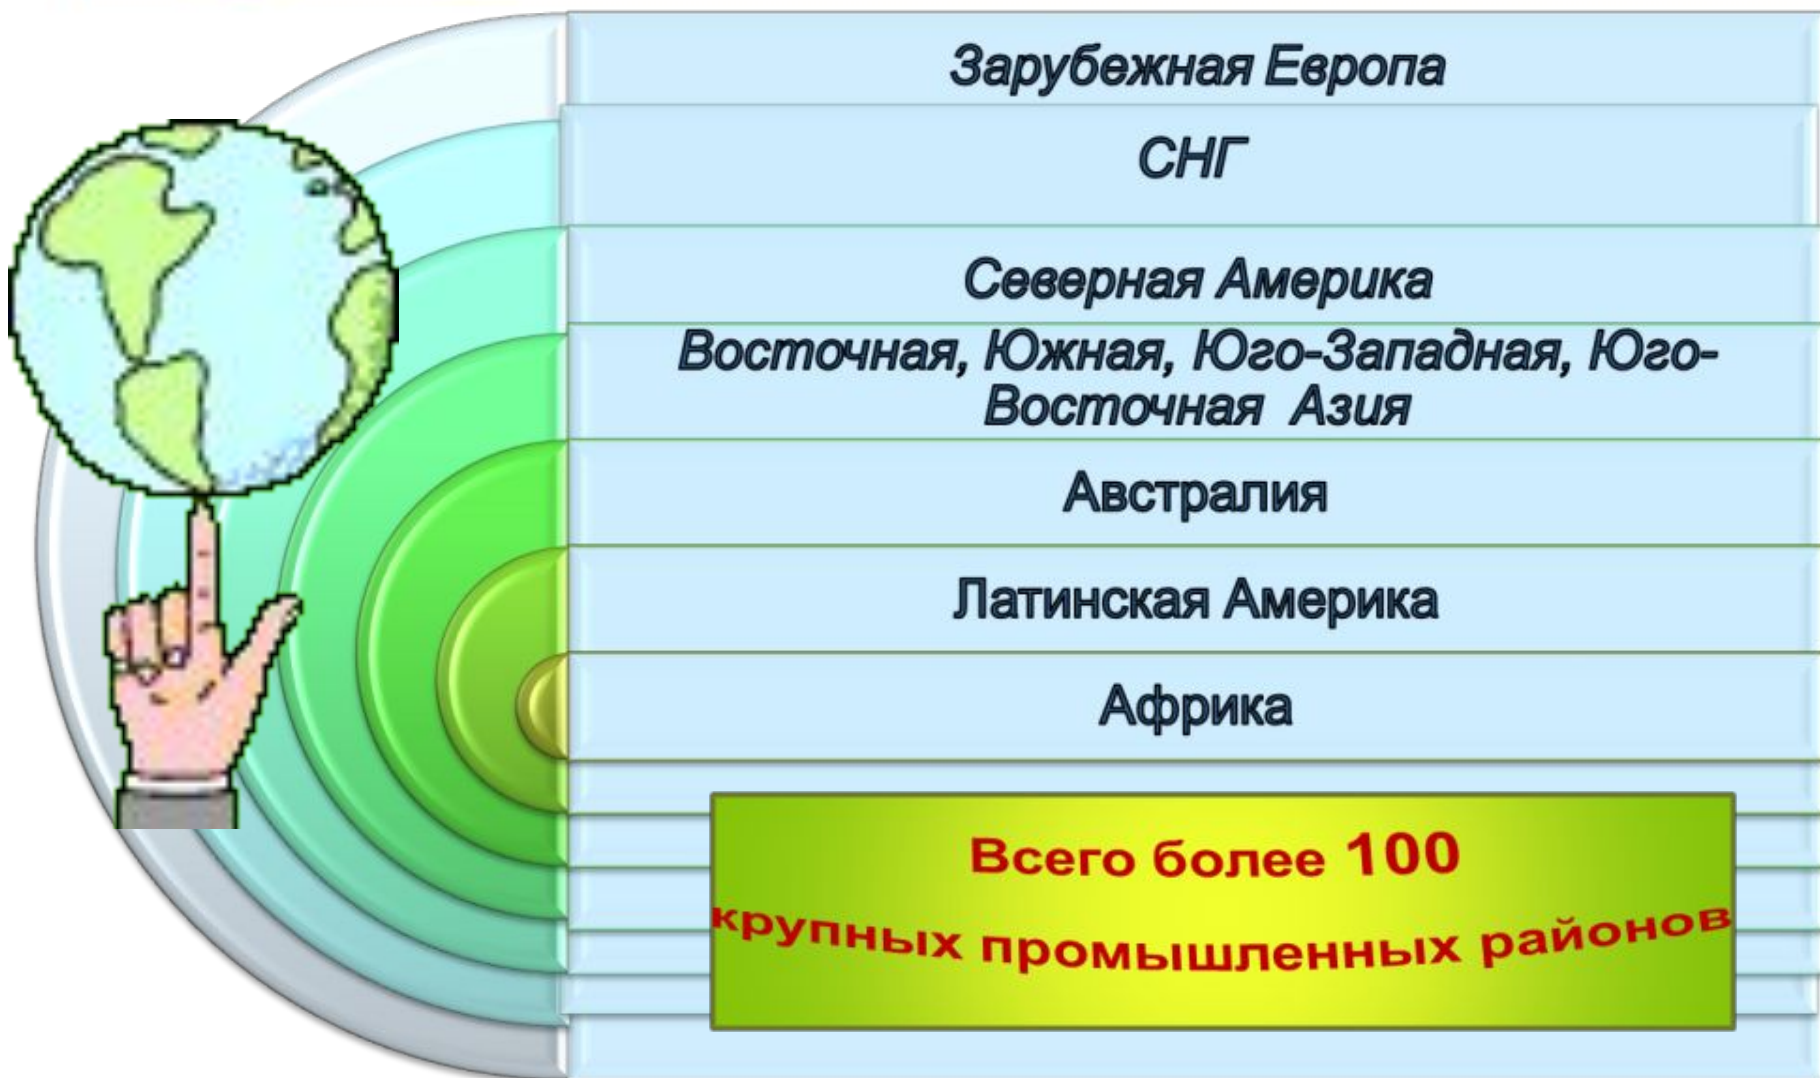 Зарубежная Европа
СНГ
Северная Америка
Восточная, Южная, Юго-Западная, Юго-
Восточная Азия
Австралия
Латинская Америка
Африка
Всего более 100
крупных промышленных районов